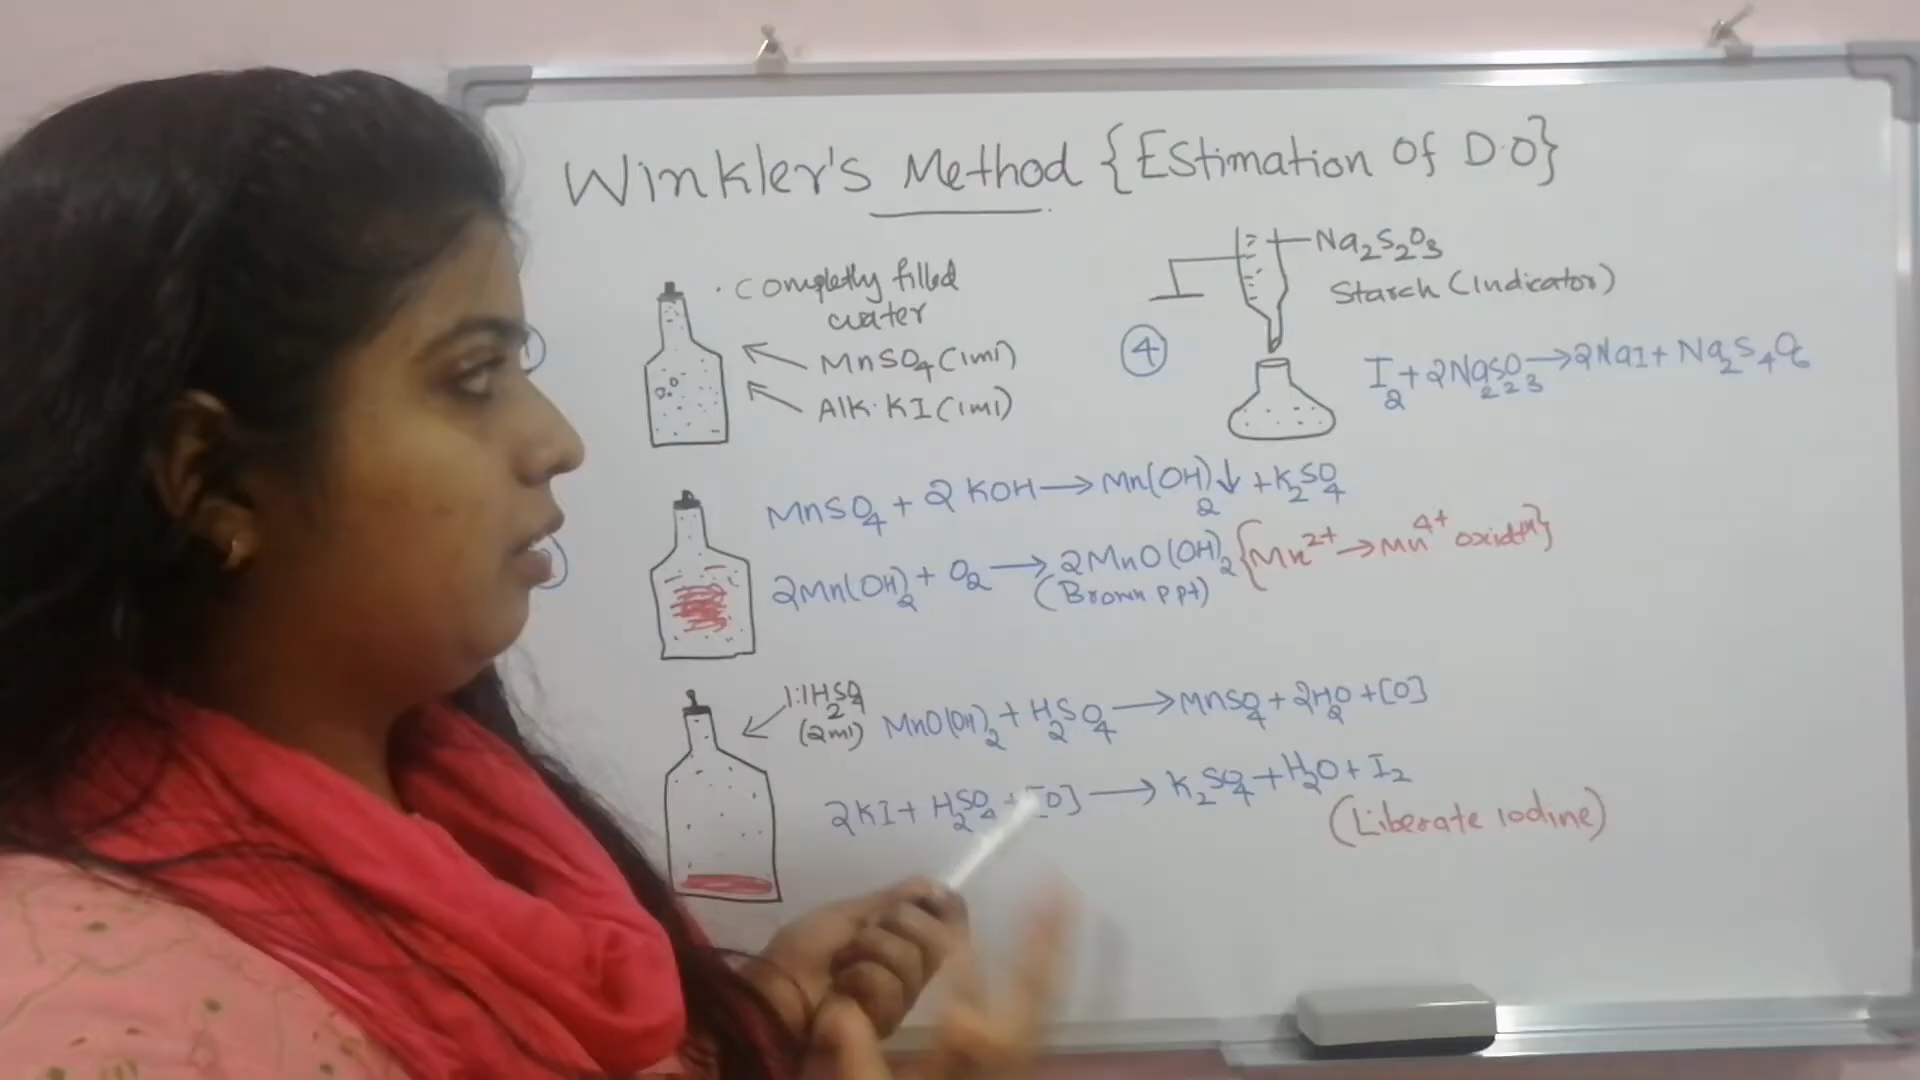 Winkler's Method {EStimation Of D.O}
. Completly filled
water
MnSO4 (1ml)
Alk. KI (1ml)
MnSO4 + 2 KOH → Mn(OH)2↓ + K2SO4
2Mn(OH)2 + O2 → 2MnO(OH)2 {Mn2+ → Mn4+ oxidtn}
(Brown ppt)
1:1 H2SO4
(2ml)
MnO(OH)2 + H2SO4 → MnSO4 + 2H2O + [O]
2KI + H2SO4 + [O] → K2SO4 + H2O + I2
(Liberate Iodine)
4
Na2S2O3
Starch (Indicator)
I2 + 2Na2S2O3 → 2NaI + Na2S4O6